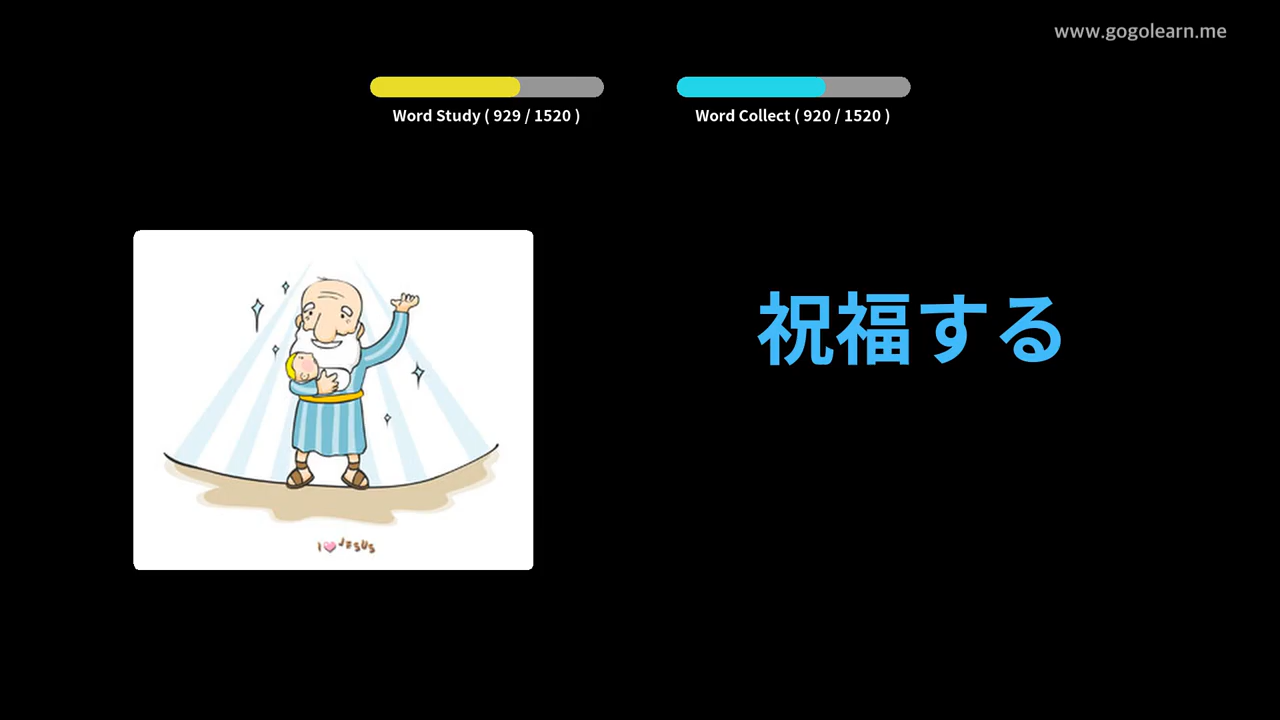 www.gogolearn.me
Word Study ( 929 / 1520 )
Word Collect ( 920 / 1520 )
祝福する
I JESUS